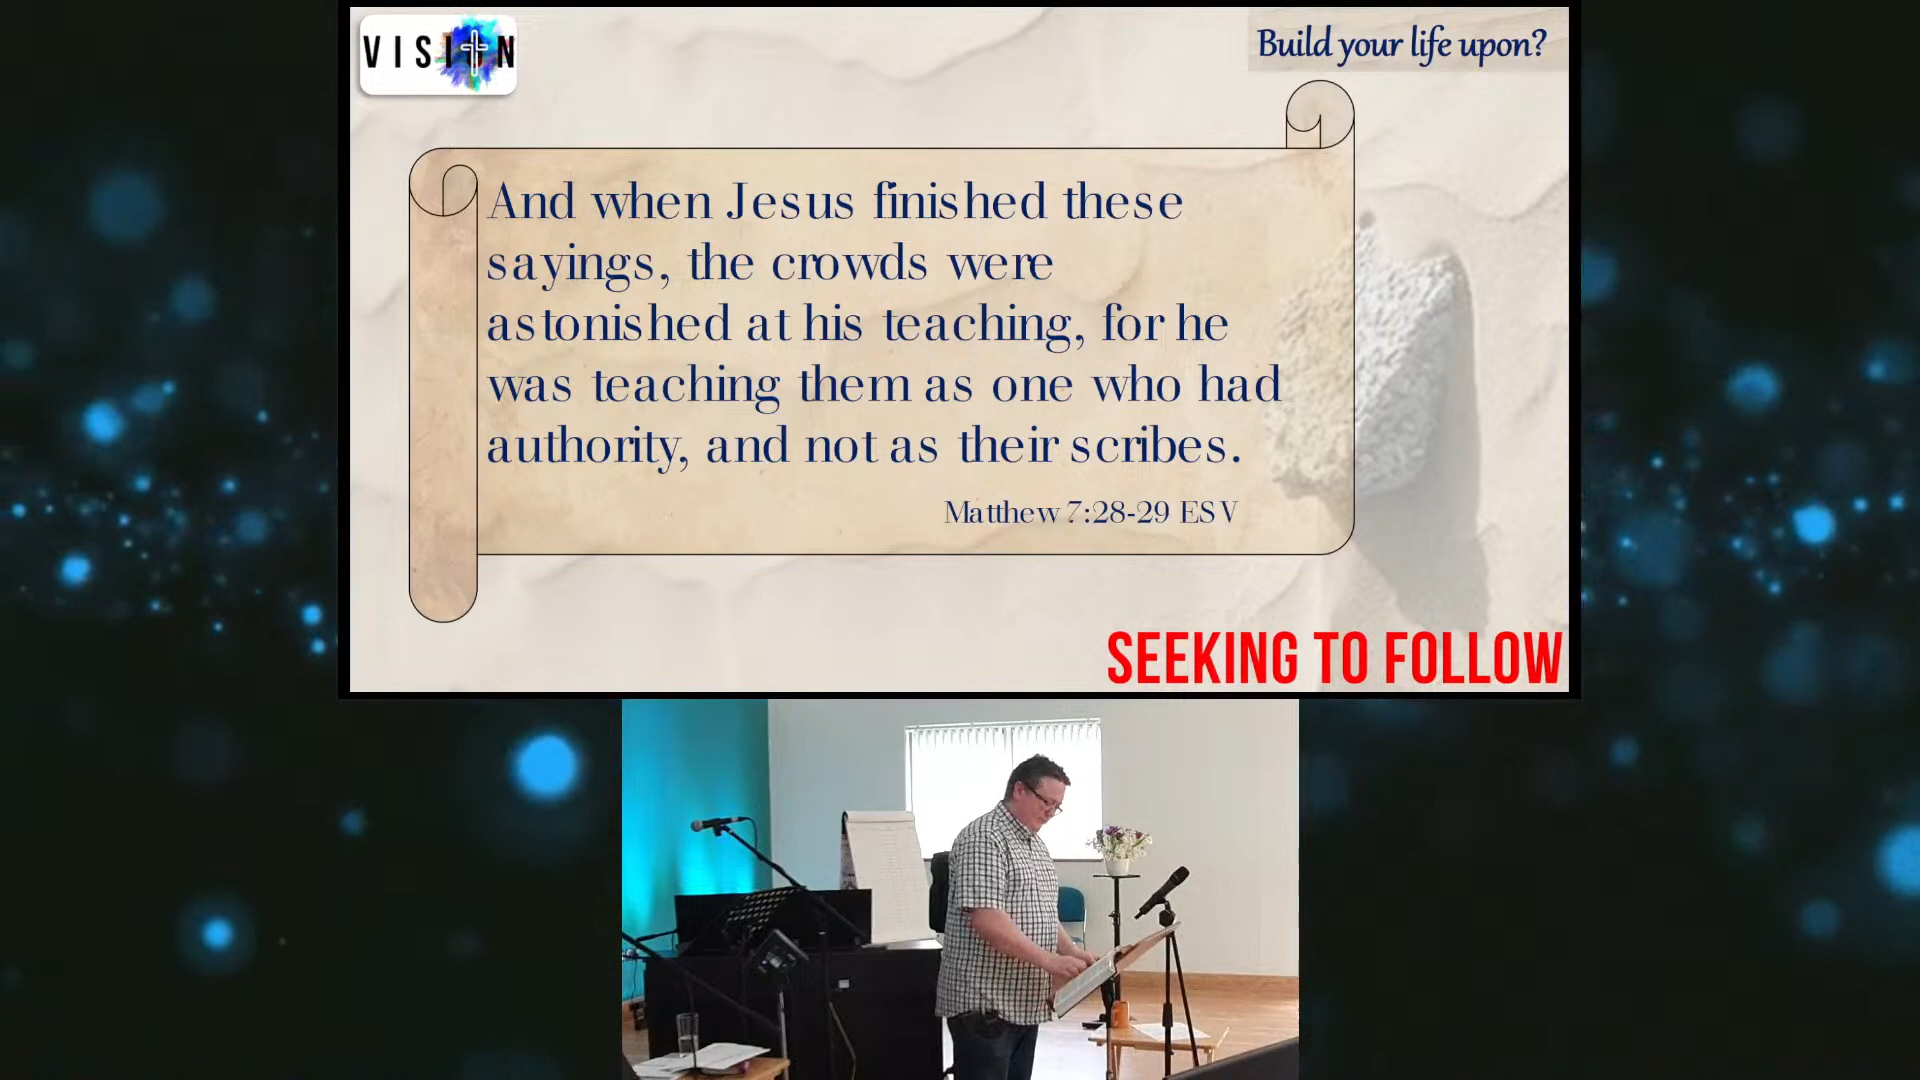 VISION
Build your life upon?
And when Jesus finished these
sayings, the crowds were
astonished at his teaching, for he
was teaching them as one who had
authority, and not as their scribes.
Matthew 7:28-29 ESV
SEEKING TO FOLLOW